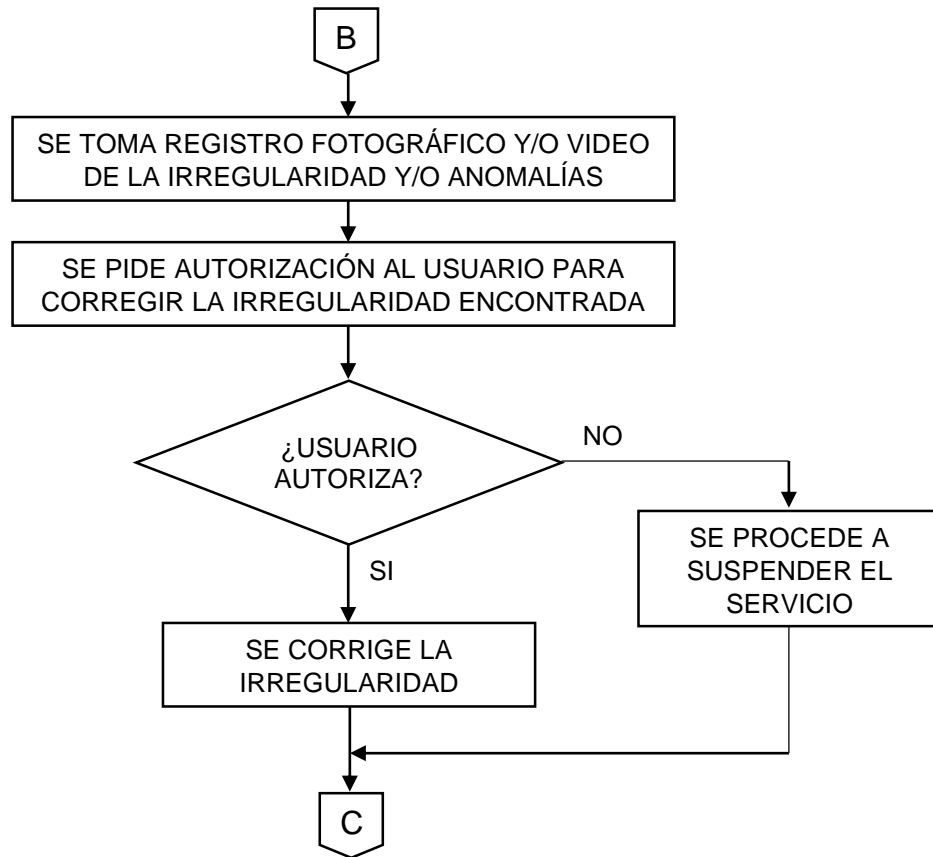 B
SE TOMA REGISTRO FOTOGRÁFICO Y/O VIDEO
DE LA IRREGULARIDAD Y/O ANOMALÍAS
SE PIDE AUTORIZACIÓN AL USUARIO PARA
CORREGIR LA IRREGULARIDAD ENCONTRADA
¿USUARIO
AUTORIZA?
NO
SE PROCEDE A
SUSPENDER EL
SERVICIO
SI
SE CORRIGE LA
IRREGULARIDAD
C